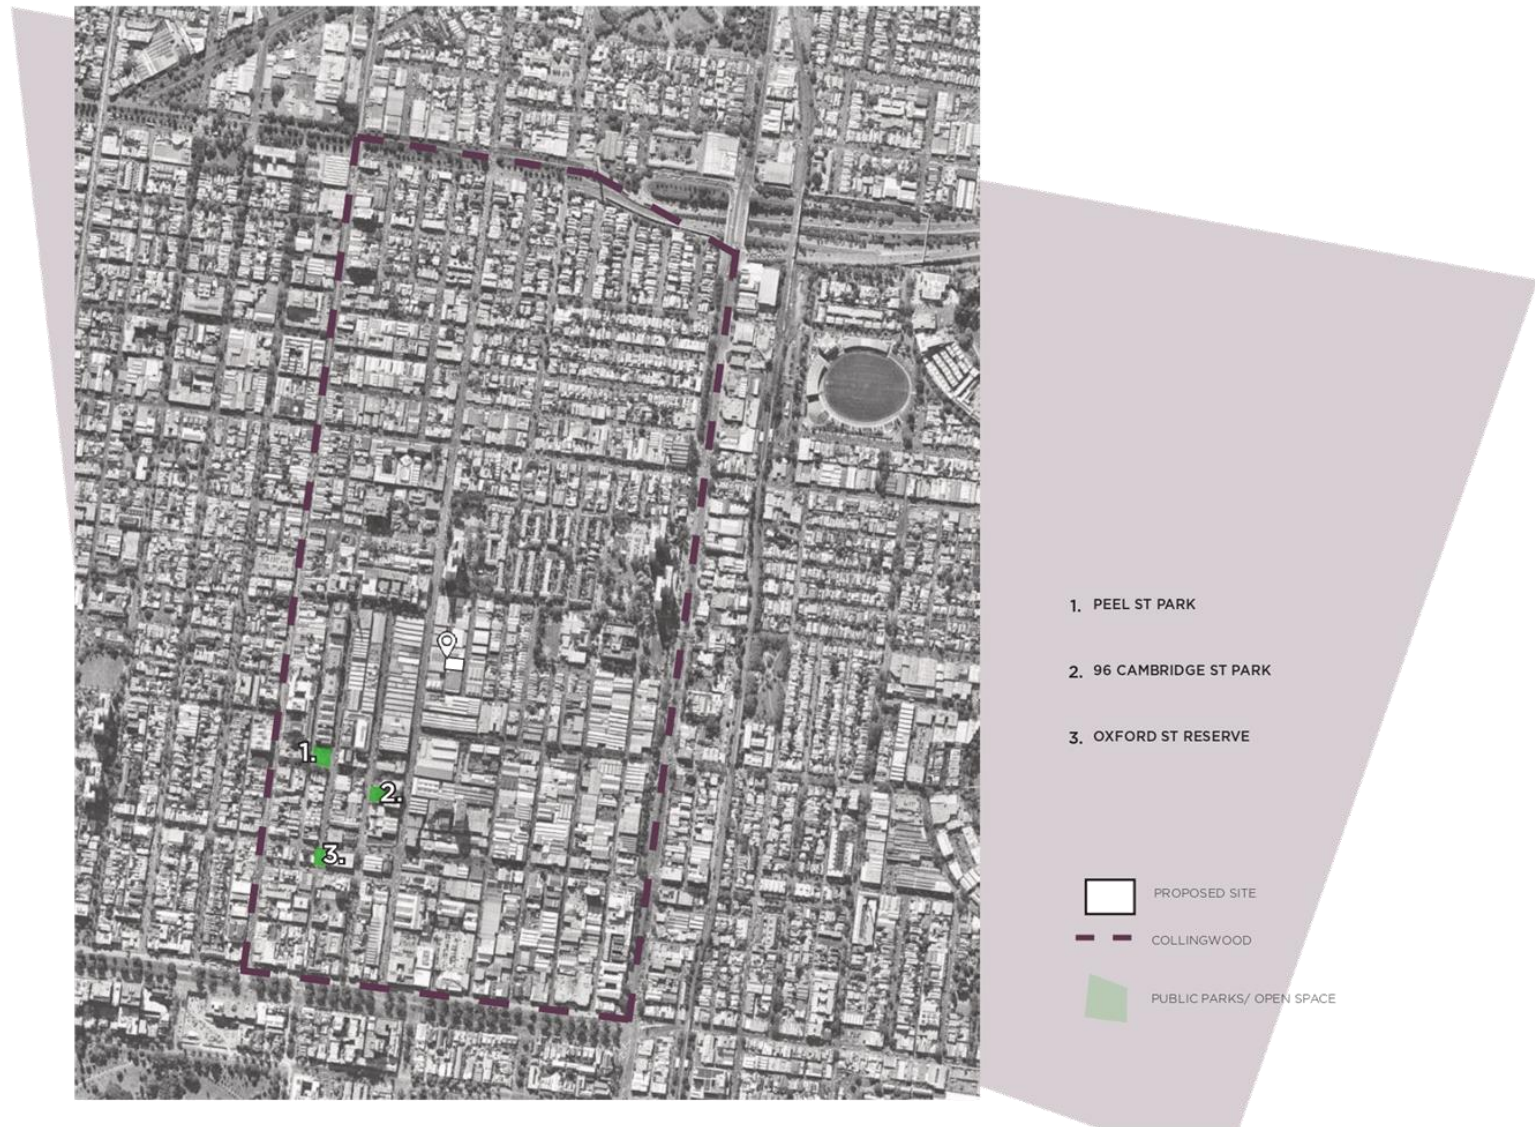 1.
2.
3.
1. PEEL ST PARK
2. 96 CAMBRIDGE ST PARK
3. OXFORD ST RESERVE
PROPOSED SITE
COLLINGWOOD
PUBLIC PARKS/ OPEN SPACE